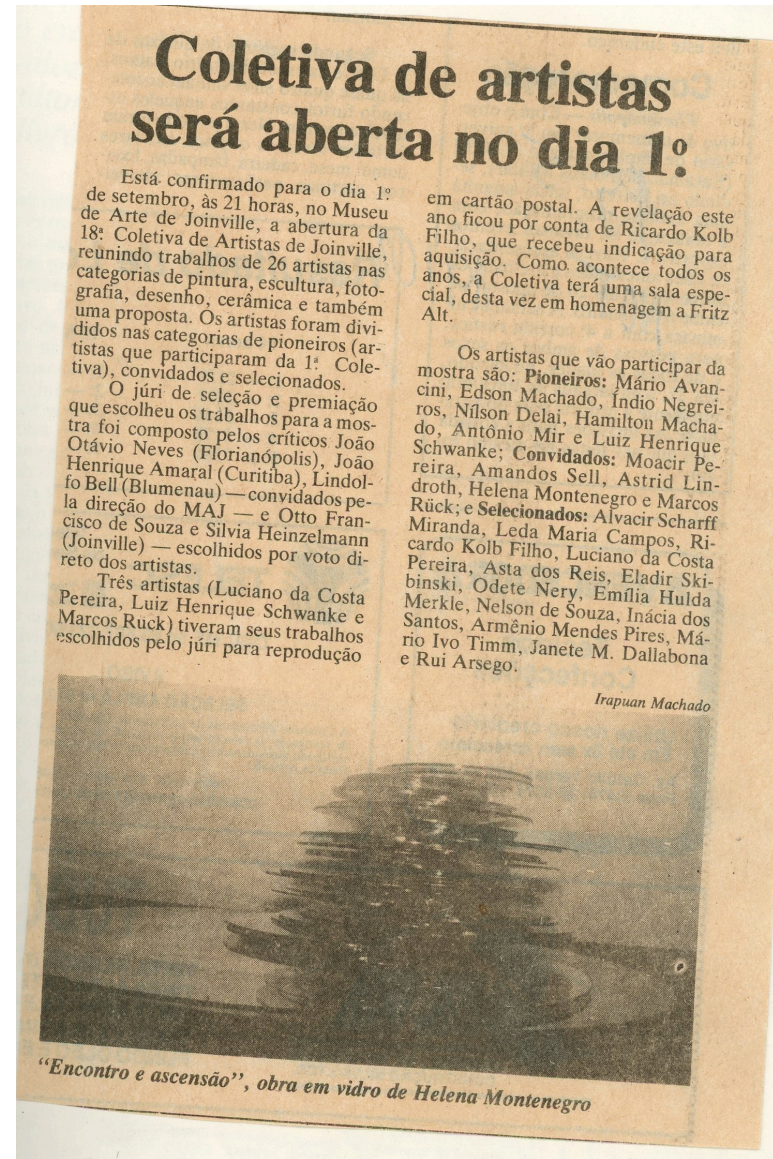 Coletiva de artistas
será aberta no dia 1º
Está confirmado para o dia 1º
de setembro, às 21 horas, no Museu
de Arte de Joinville, a abertura da
18ª Coletiva de Artistas de Joinville,
reunindo trabalhos de 26 artistas nas
categorias de pintura, escultura, foto-
grafia, desenho, cerâmica e também
uma proposta. Os artistas foram divi-
didos nas categorias de pioneiros (ar-
tistas que participaram da 1ª Cole-
tiva), convidados e selecionados.
O júri de seleção e premiação
que escolheu os trabalhos para a mos-
tra foi composto pelos críticos João
Otávio Neves (Florianópolis), João
Henrique Amaral (Curitiba), Lindol-
fo Bell (Blumenau) — convidados pe-
la direção do MAJ — e Otto Fran-
cisco de Souza e Silvia Heinzelmann
(Joinville) — escolhidos por voto di-
reto dos artistas.
Três artistas (Luciano da Costa
Pereira, Luiz Henrique Schwanke e
Marcos Rück) tiveram seus trabalhos
escolhidos pelo júri para reprodução
em cartão postal. A revelação este
ano ficou por conta de Ricardo Kolb
Filho, que recebeu indicação para
aquisição. Como acontece todos os
anos, a Coletiva terá uma sala espe-
cial, desta vez em homenagem a Fritz
Alt.
Os artistas que vão participar da
mostra são: Pioneiros: Mário Avan-
cini, Edson Machado, Índio Negrei-
ros, Nílson Delai, Hamilton Macha-
do, Antônio Mir e Luiz Henrique
Schwanke; Convidados: Moacir Pe-
reira, Amandos Sell, Astrid Lin-
droth, Helena Montenegro e Marcos
Rück; e Selecionados: Alvacir Scharff
Miranda, Leda Maria Campos, Ri-
cardo Kolb Filho, Luciano da Costa
Pereira, Asta dos Reis, Eladir Ski-
binski, Odete Nery, Emília Hulda
Merkle, Nelson de Souza, Inácia dos
Santos, Armênio Mendes Pires, Má-
rio Ivo Timm, Janete M. Dallabona
e Rui Arsego.
Irapuan Machado
“Encontro e ascensão”, obra em vidro de Helena Montenegro